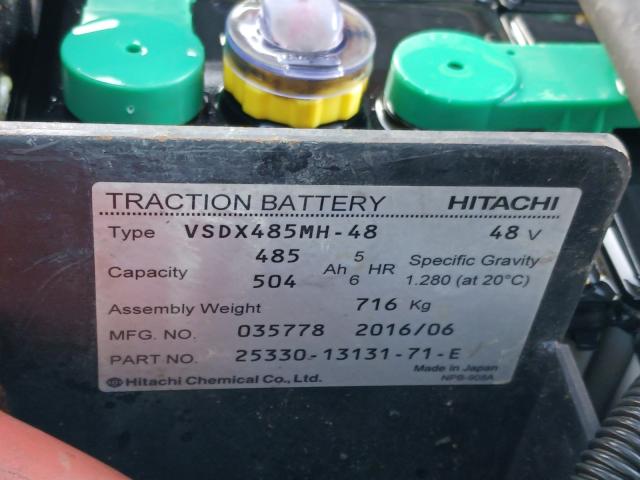 TRACTION BATTERY HITACHI
Type VSDX485MH-48 48 V
Capacity 485 504 Ah 5 6 HR Specific Gravity 1.280 (at 20°C)
Assembly Weight 716 Kg
MFG. NO. 035778 2016/06
PART NO. 25330-13131-71-E
Made in Japan
Hitachi Chemical Co., Ltd. NPB-908A